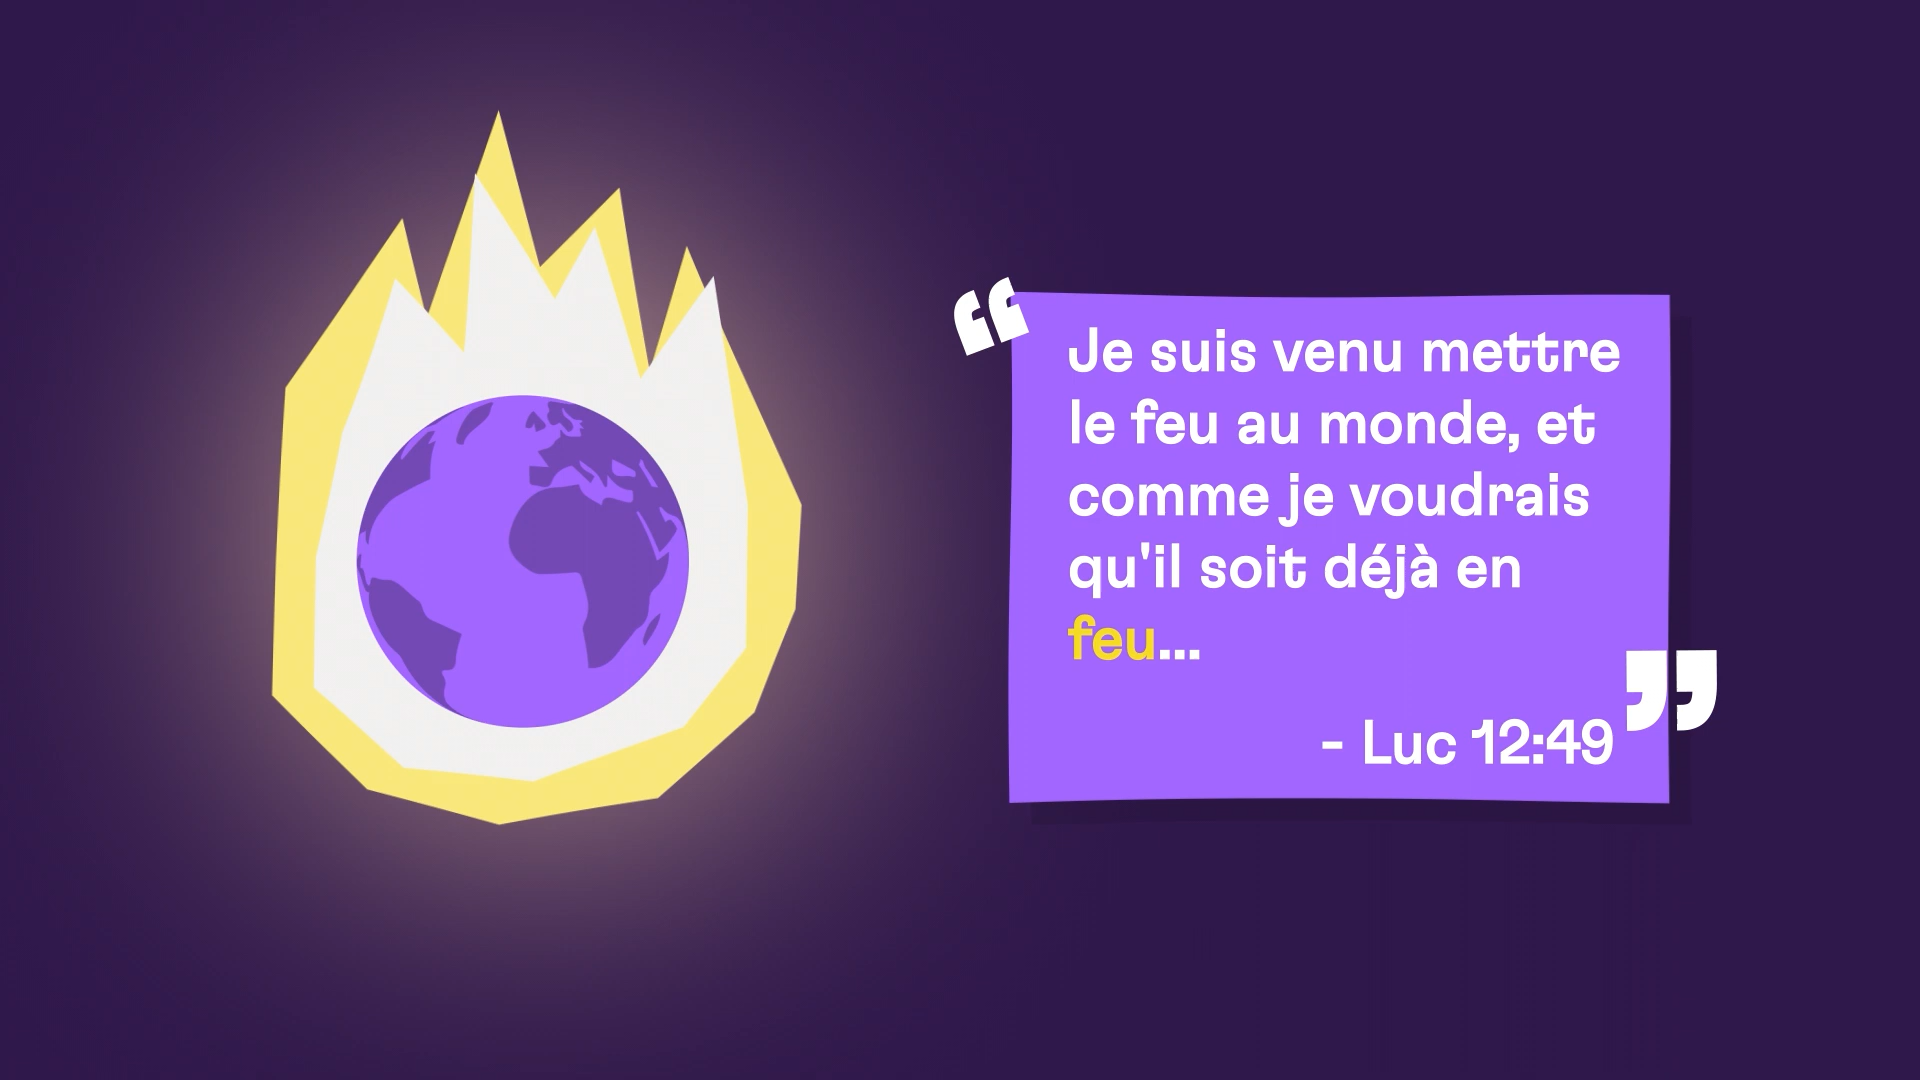 “Je suis venu mettre
le feu au monde, et
comme je voudrais
qu'il soit déjà en
feu...
- Luc 12:49”